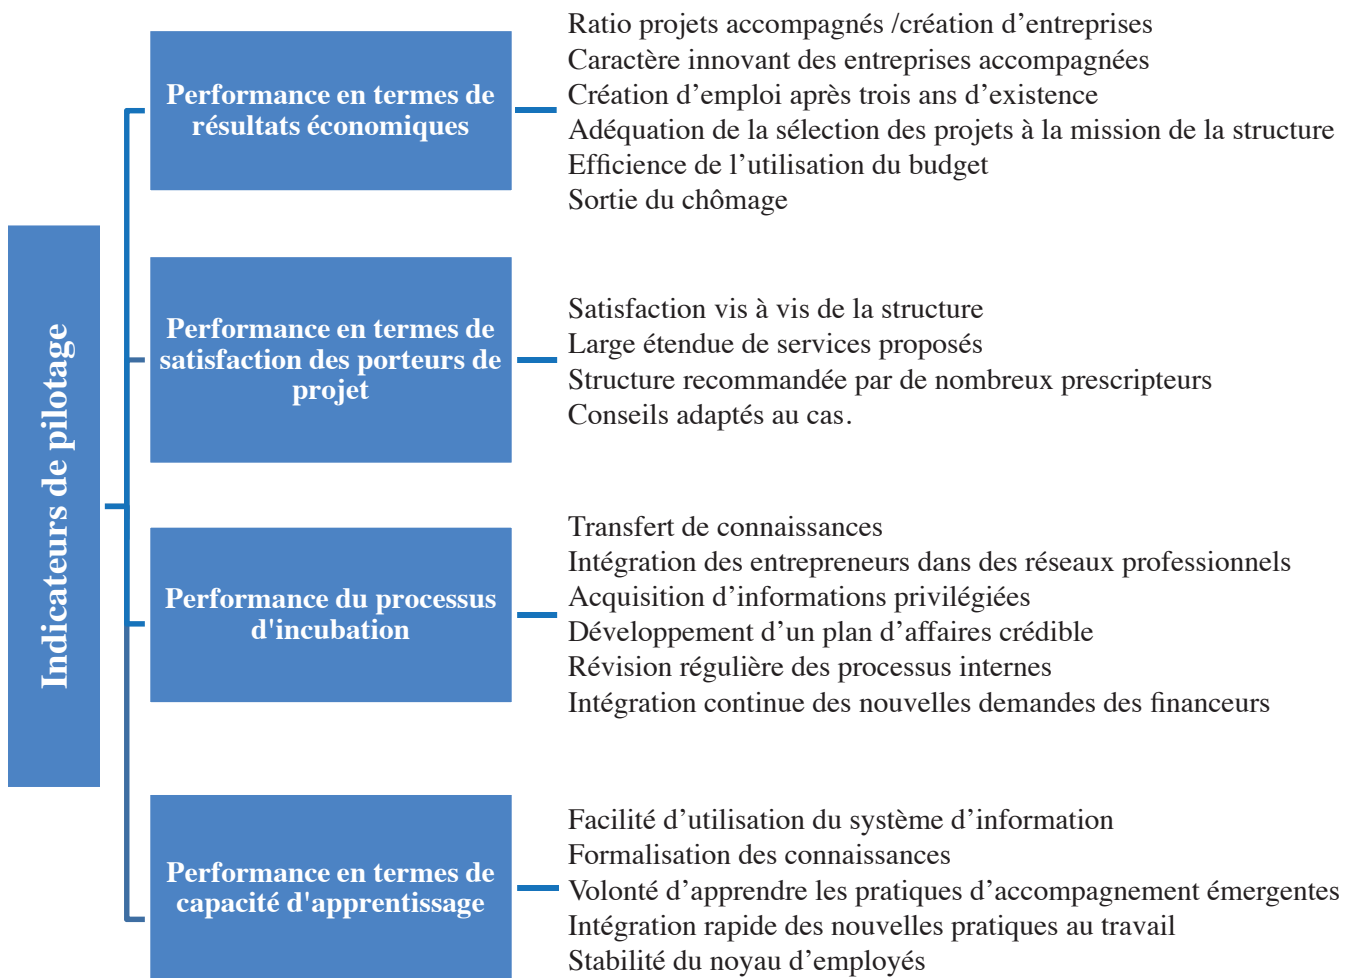 Indicateurs de pilotage
Performance en termes de
résultats économiques
Ratio projets accompagnés /création d’entreprises
Caractère innovant des entreprises accompagnées
Création d’emploi après trois ans d’existence
Adéquation de la sélection des projets à la mission de la structure
Efficience de l’utilisation du budget
Sortie du chômage
Performance en termes de
satisfaction des porteurs de
projet
Satisfaction vis à vis de la structure
Large étendue de services proposés
Structure recommandée par de nombreux prescripteurs
Conseils adaptés au cas.
Performance du processus
d'incubation
Transfert de connaissances
Intégration des entrepreneurs dans des réseaux professionnels
Acquisition d’informations privilégiées
Développement d’un plan d’affaires crédible
Révision régulière des processus internes
Intégration continue des nouvelles demandes des financeurs
Performance en termes de
capacité d'apprentissage
Facilité d’utilisation du système d’information
Formalisation des connaissances
Volonté d’apprendre les pratiques d’accompagnement émergentes
Intégration rapide des nouvelles pratiques au travail
Stabilité du noyau d’employés